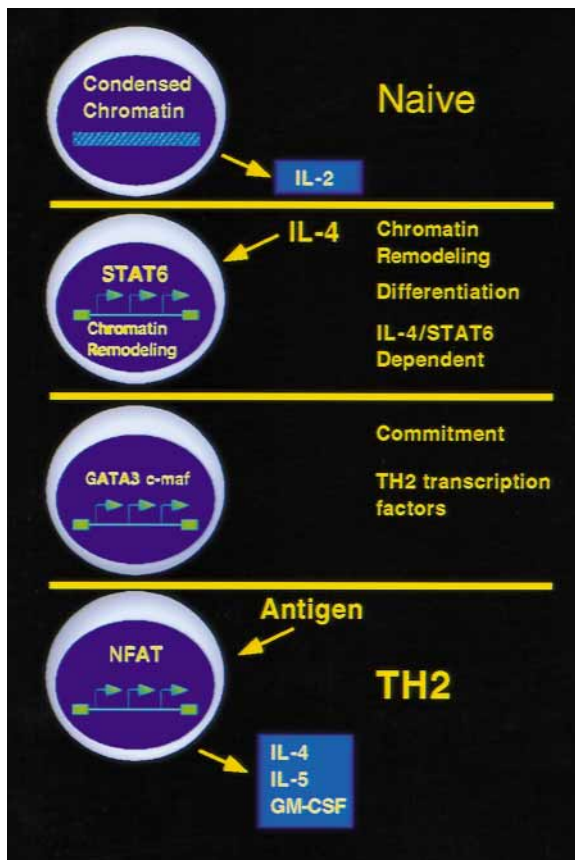 Condensed
Chromatin
Naive
IL-2
IL-4
STAT6
Chromatin
Remodeling
Chromatin
Remodeling
Differentiation
IL-4/STAT6
Dependent
GATA3 c-maf
Commitment
TH2 transcription
factors
Antigen
NFAT
TH2
IL-4
IL-5
GM-CSF